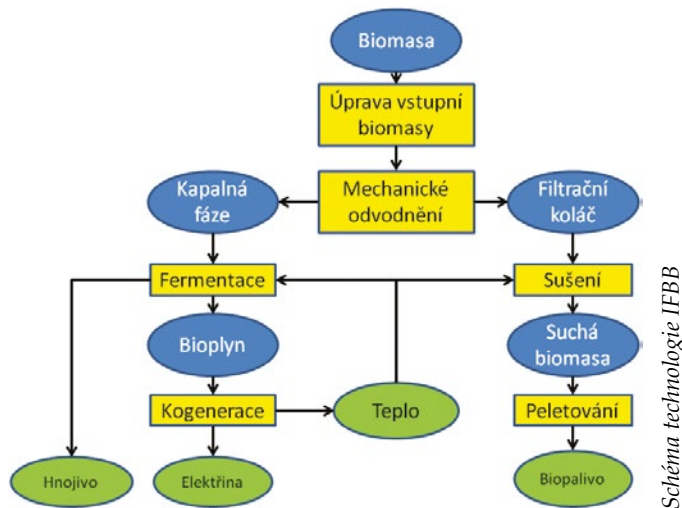 Biomasa
Úprava vstupní
biomasy
Kapalná
fáze
Mechanické
odvodnění
Filtrační
koláč
Fermentace
Sušení
Bioplyn
Suchá
biomasa
Kogenerace
Teplo
Peletování
Hnojivo
Elektřina
Biopalivo
Schéma technologie IFBB